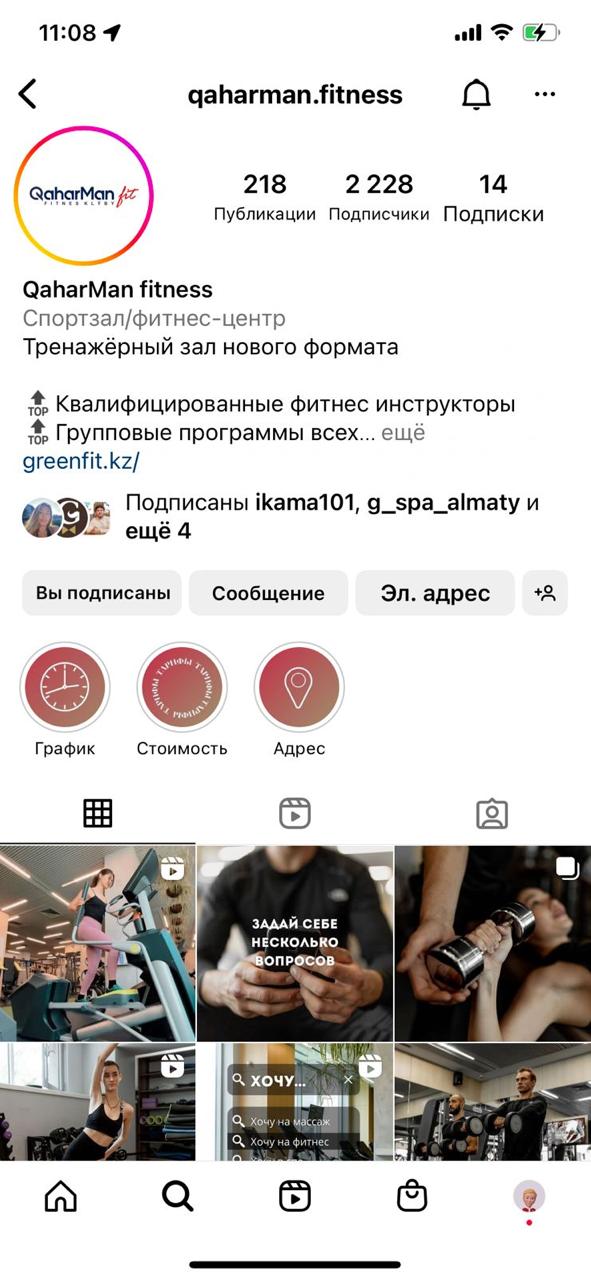 11:08
qaharman.fitness
QaharMan fit
FITNES KLYBY
218
Публикации
2 228
Подписчики
14
Подписки
QaharMan fitness
Спортзал/фитнес-центр
Тренажёрный зал нового формата
TOP Квалифицированные фитнес инструкторы
TOP Групповые программы всех... ещё
greenfit.kz/
Подписаны ikama101, g_spa_almaty и
ещё 4
Вы подписаны
Сообщение
Эл. адрес
ТАРИФЫ ТАРИФЫ ТАРИФЫ ТАРИФЫ
График
Стоимость
Адрес
ЗАДАЙ СЕБЕ
НЕСКОЛЬКО
ВОПРОСОВ
ХОЧУ...
Хочу на массаж
Хочу на фитнес